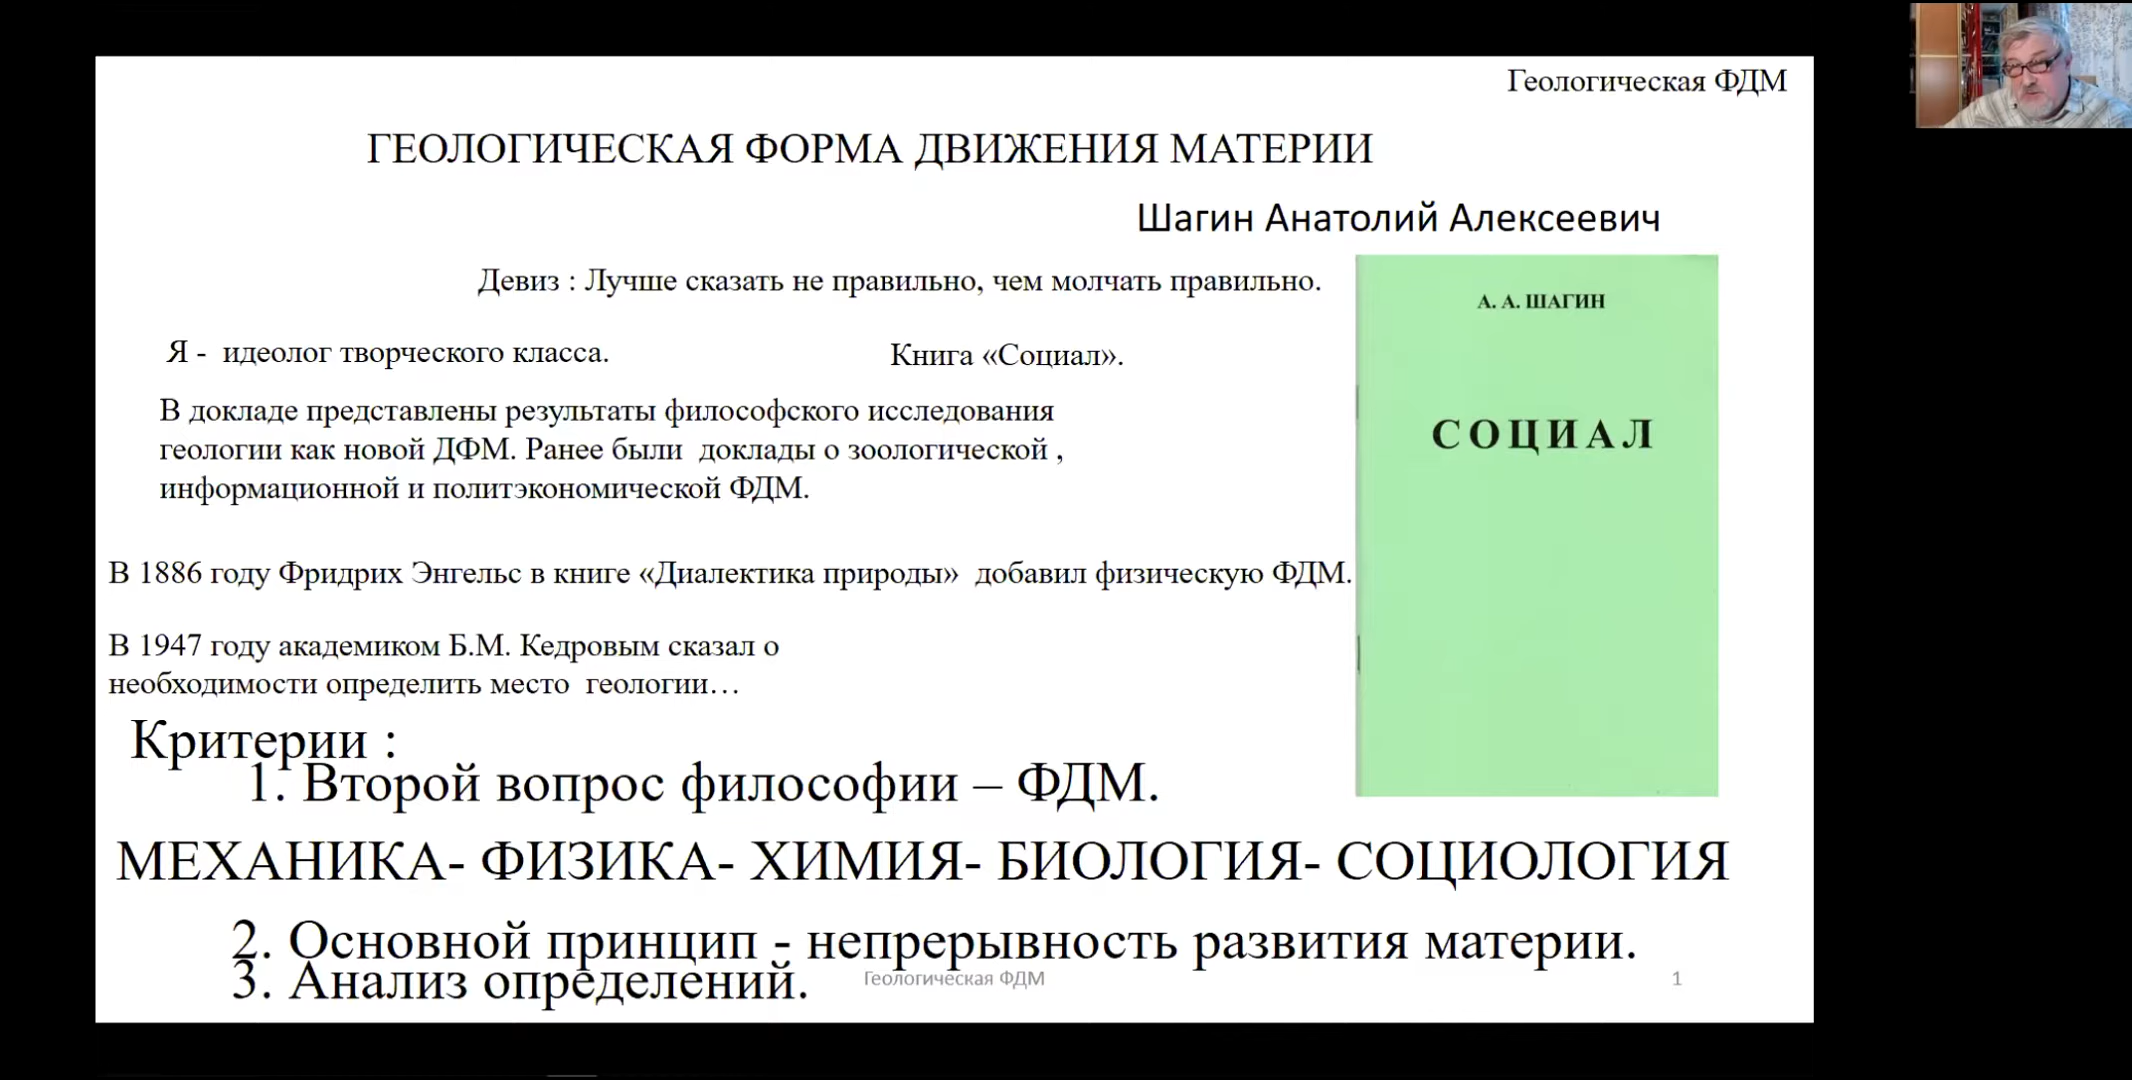 Геологическая ФДМ
ГЕОЛОГИЧЕСКАЯ ФОРМА ДВИЖЕНИЯ МАТЕРИИ
Шагин Анатолий Алексеевич
Девиз : Лучше сказать не правильно, чем молчать правильно.
Я - идеолог творческого класса.
Книга «Социал».
А. А. ШАГИН
СОЦИАЛ
В докладе представлены результаты философского исследования
геологии как новой ДФМ. Ранее были доклады о зоологической ,
информационной и политэкономической ФДМ.
В 1886 году Фридрих Энгельс в книге «Диалектика природы» добавил физическую ФДМ.
В 1947 году академиком Б.М. Кедровым сказал о
необходимости определить место геологии…
Критерии :
1. Второй вопрос философии – ФДМ.
МЕХАНИКА- ФИЗИКА- ХИМИЯ- БИОЛОГИЯ- СОЦИОЛОГИЯ
2. Основной принцип - непрерывность развития материи.
3. Анализ определений.
Геологическая ФДМ
1